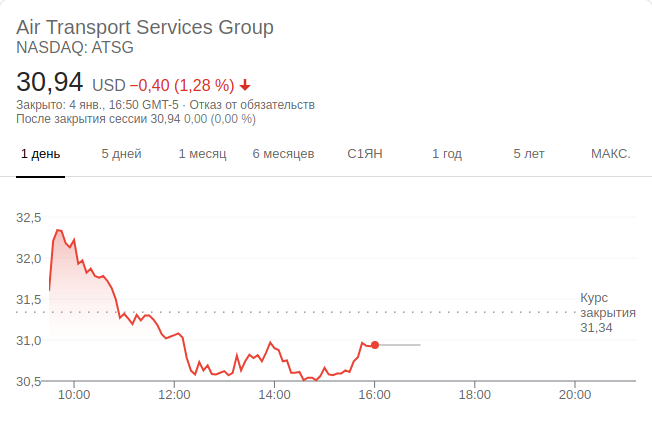 Air Transport Services Group
NASDAQ: ATSG
30,94 USD −0,40 (1,28 %)
Закрыто: 4 янв., 16:50 GMT-5 · Отказ от обязательств
После закрытия сессии 30,94 0,00 (0,00 %)
1 день 5 дней 1 месяц 6 месяцев С1ЯН 1 год 5 лет МАКС.
32,5
32,0
31,5
Курс
закрытия
31,34
31,0
30,5
10:00 12:00 14:00 16:00 18:00 20:00